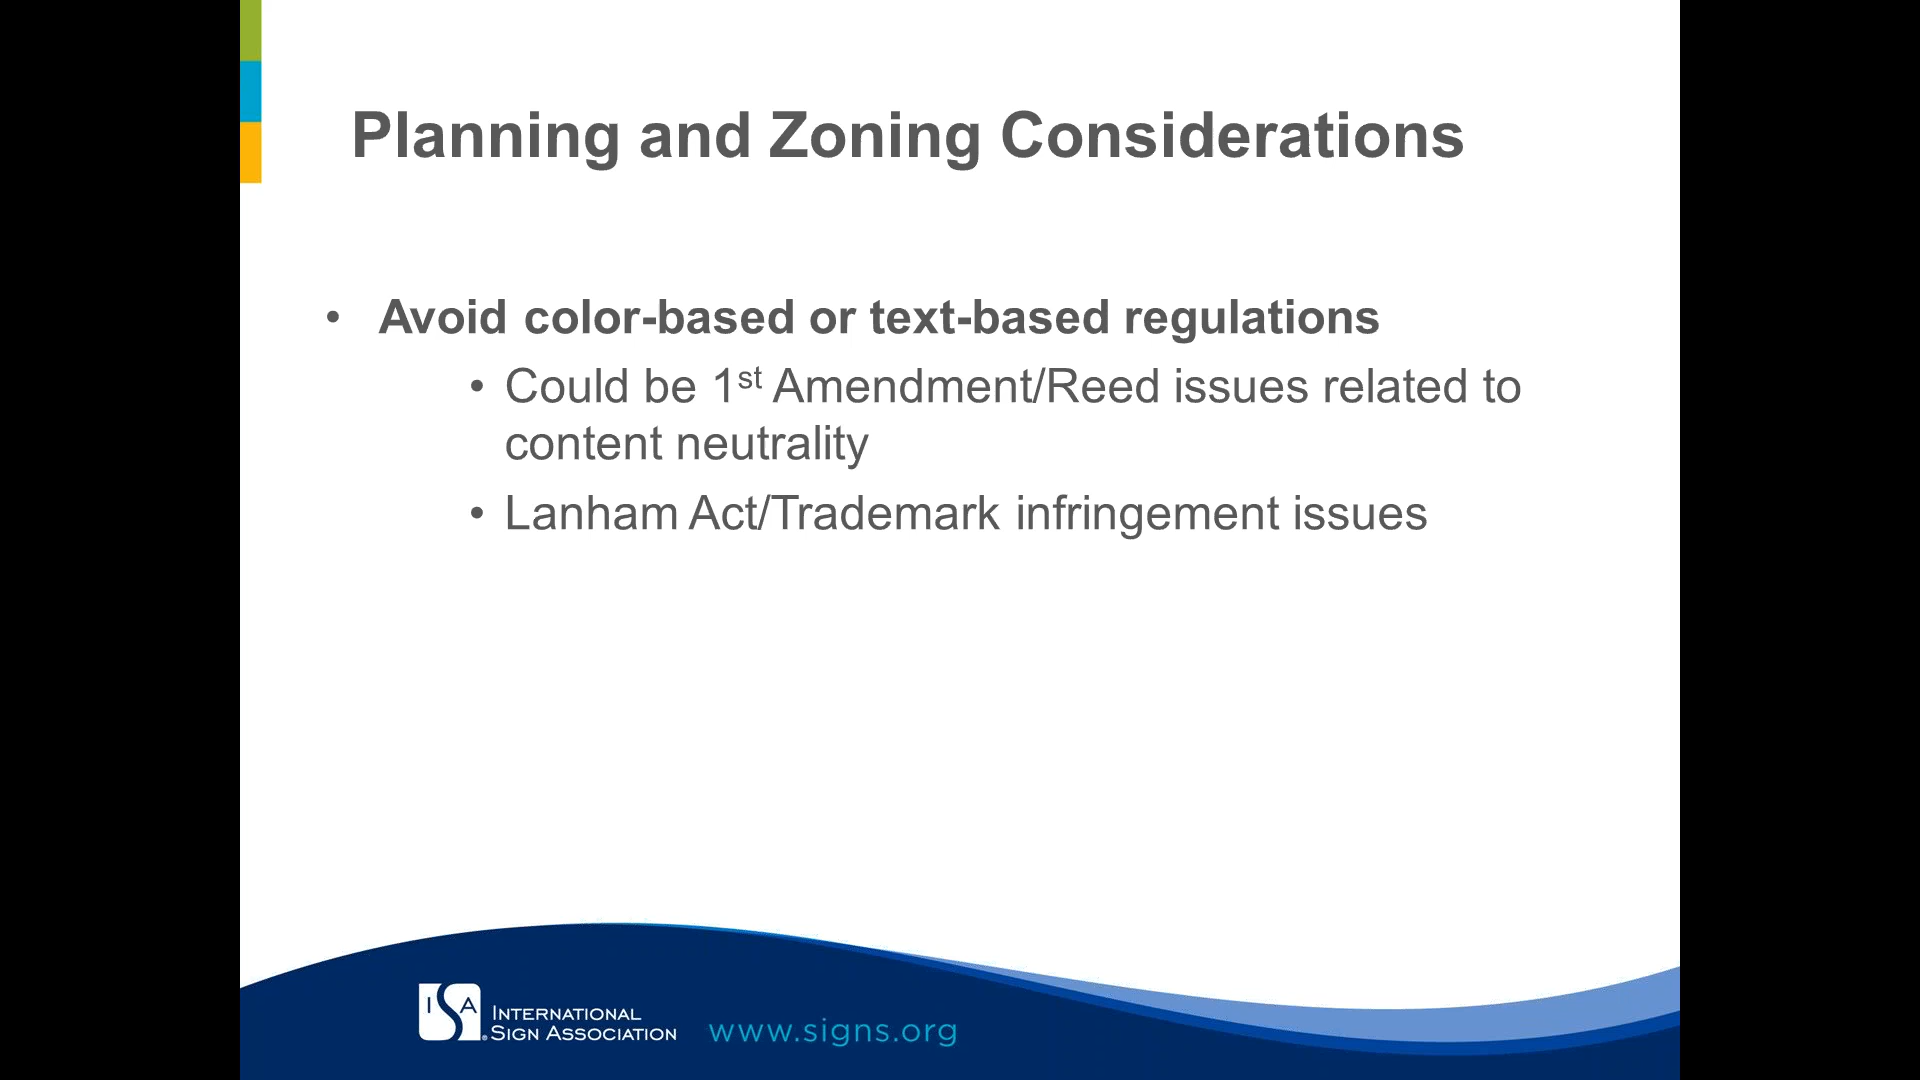 Planning and Zoning Considerations
• Avoid color-based or text-based regulations
• Could be 1st Amendment/Reed issues related to
content neutrality
• Lanham Act/Trademark infringement issues
ISA
®
INTERNATIONAL
SIGN ASSOCIATION
www.signs.org